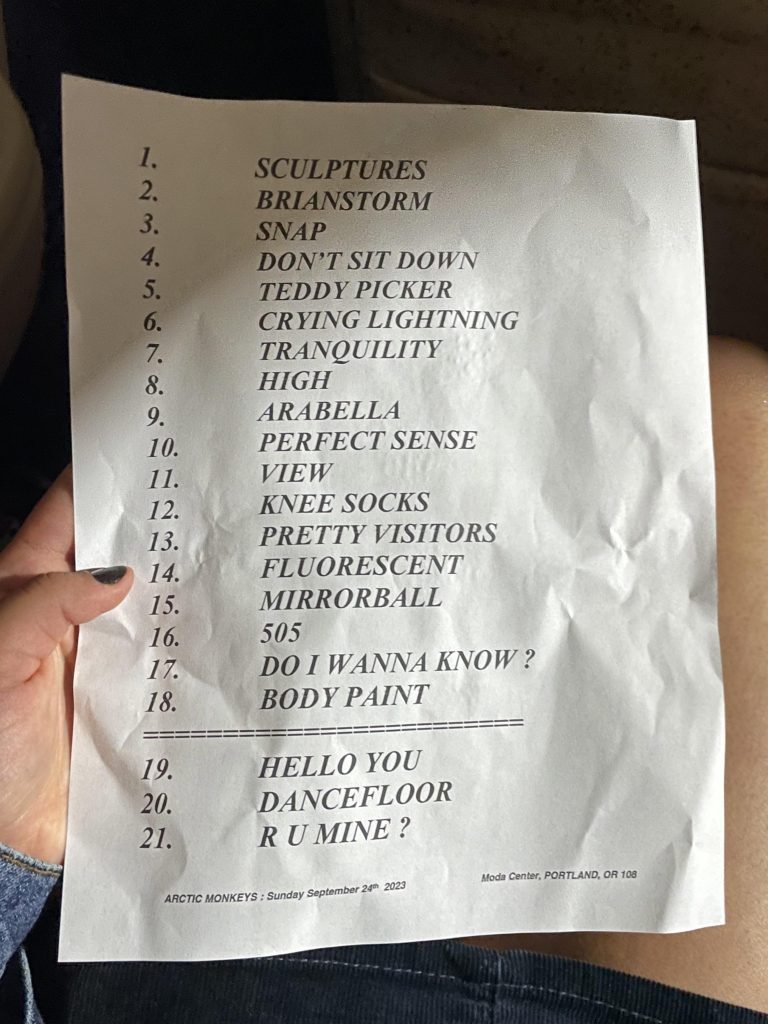 1. SCULPTURES
2. BRIANSTORM
3. SNAP
4. DON'T SIT DOWN
5. TEDDY PICKER
6. CRYING LIGHTNING
7. TRANQUILITY
8. HIGH
9. ARABELLA
10. PERFECT SENSE
11. VIEW
12. KNEE SOCKS
13. PRETTY VISITORS
14. FLUORESCENT
15. MIRRORBALL
16. 505
17. DO I WANNA KNOW ?
18. BODY PAINT
========================
19. HELLO YOU
20. DANCEFLOOR
21. R U MINE ?
ARCTIC MONKEYS : Sunday September 24th 2023 Moda Center, PORTLAND, OR 108